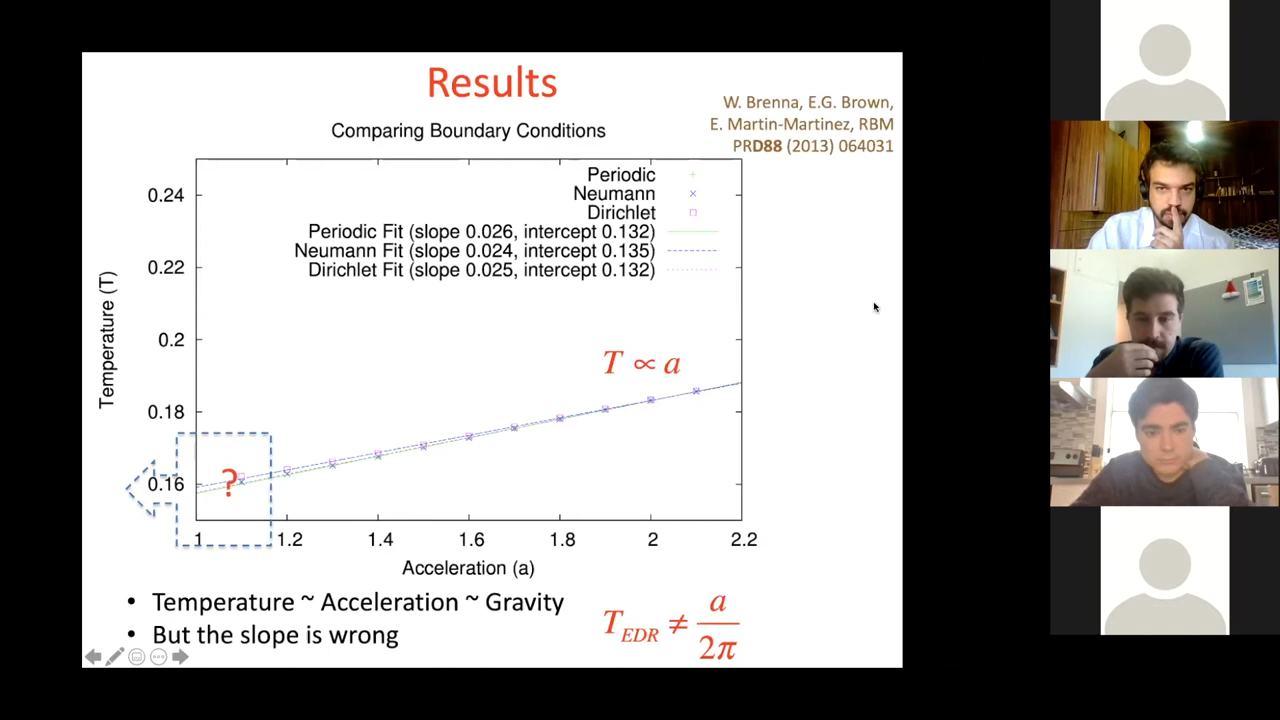 Results
W. Brenna, E.G. Brown,
E. Martin-Martinez, RBM
PRD88 (2013) 064031
Comparing Boundary Conditions
Periodic
Neumann
Dirichlet
Periodic Fit (slope 0.026, intercept 0.132)
Neumann Fit (slope 0.024, intercept 0.135)
Dirichlet Fit (slope 0.025, intercept 0.132)
Temperature (T)
0.24
0.22
0.2
0.18
0.16
T ∝ a
?
1 1.2 1.4 1.6 1.8 2 2.2
Acceleration (a)
• Temperature ~ Acceleration ~ Gravity
• But the slope is wrong
T_EDR ≠ a/2π